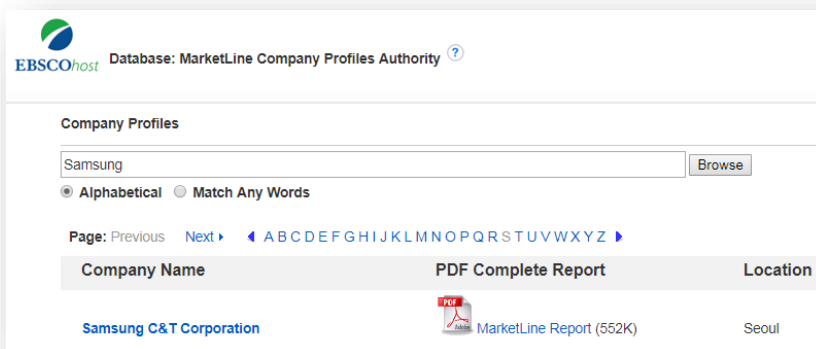 EBSCOhost Database: MarketLine Company Profiles Authority ?
Company Profiles
Samsung Browse
Alphabetical Match Any Words
Page: Previous Next A B C D E F G H I J K L M N O P Q R S T U V W X Y Z
Company Name PDF Complete Report Location
PDF
Adobe
Samsung C&T Corporation MarketLine Report (552K) Seoul